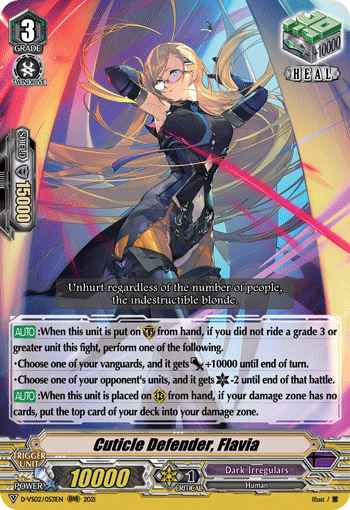 3
GRADE
+10000
HEAL
SHIELD
15000
Unhurt regardless of the number of people,
the indestructible blonde.
AUTO :When this unit is put on from hand, if you did not ride a grade 3 or
greater unit this fight, perform one of the following.
•Choose one of your vanguards, and it gets +10000 until end of turn.
•Choose one of your opponent's units, and it gets -2 until end of that battle.
AUTO :When this unit is placed on from hand, if your damage zone has no
cards, put the top card of your deck into your damage zone.
Cuticle Defender, Flavia
TRIGGER
UNIT
POWER
10000
1
CRITICAL
Dark Irregulars
Human
D-VS02/053EN
2021
Illust /